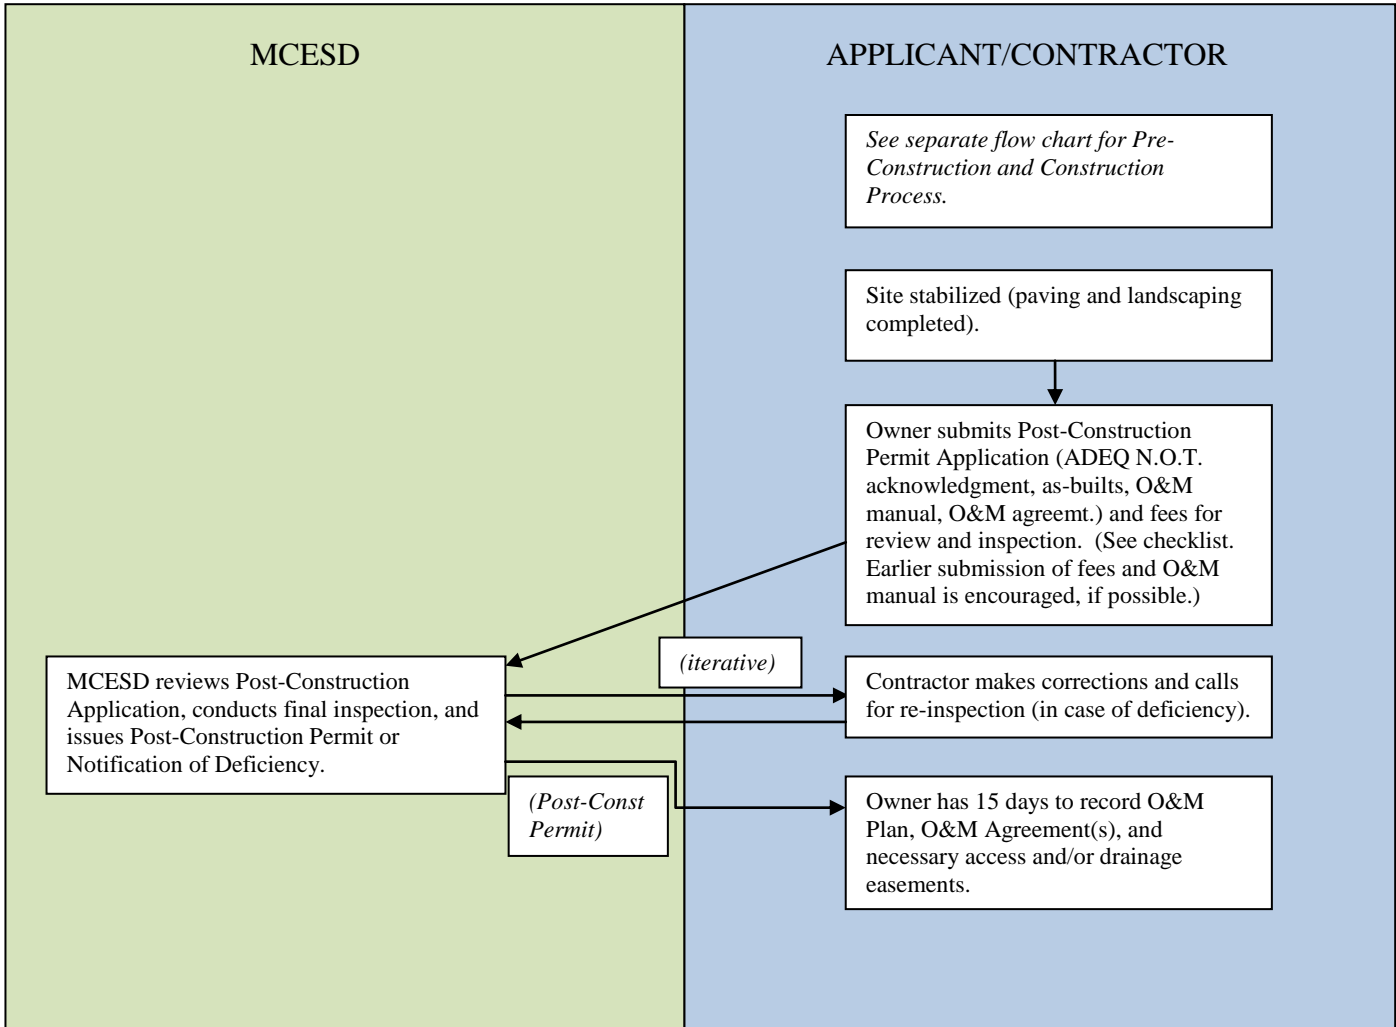 MCESD
APPLICANT/CONTRACTOR
See separate flow chart for Pre-
Construction and Construction
Process.
Site stabilized (paving and landscaping
completed).
Owner submits Post-Construction
Permit Application (ADEQ N.O.T.
acknowledgment, as-builts, O&M
manual, O&M agreemt.) and fees for
review and inspection.  (See checklist.
Earlier submission of fees and O&M
manual is encouraged, if possible.)
(iterative)
MCESD reviews Post-Construction
Application, conducts final inspection, and
issues Post-Construction Permit or
Notification of Deficiency.
Contractor makes corrections and calls
for re-inspection (in case of deficiency).
(Post-Const
Permit)
Owner has 15 days to record O&M
Plan, O&M Agreement(s), and
necessary access and/or drainage
easements.